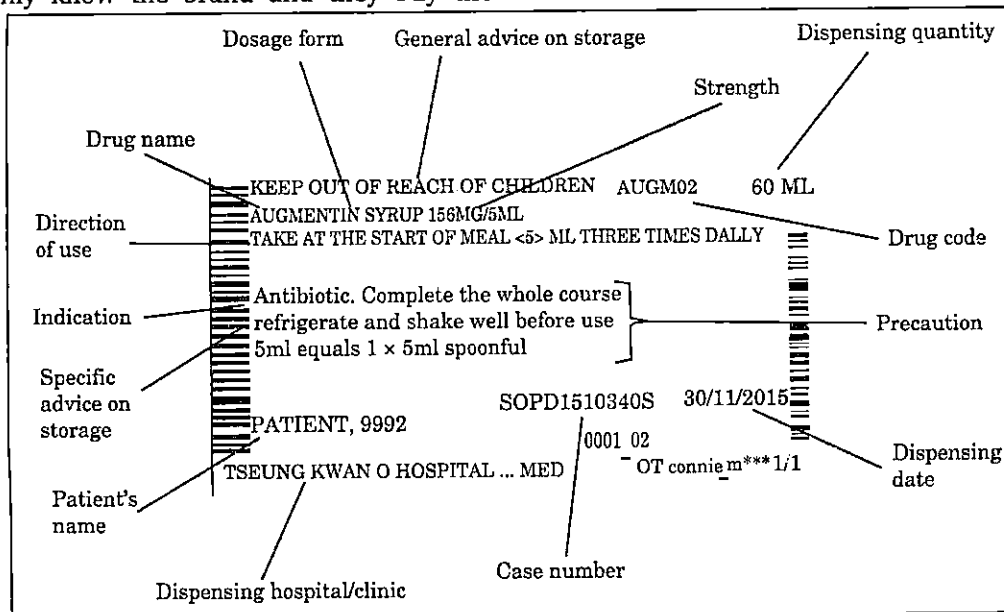 Dosage form General advice on storage Dispensing quantity
Strength
Drug name
KEEP OUT OF REACH OF CHILDREN AUGM02 60 ML
AUGMENTIN SYRUP 156MG/5ML
Direction of use
TAKE AT THE START OF MEAL <5> ML THREE TIMES DALLY
Drug code
Indication
Antibiotic. Complete the whole course
refrigerate and shake well before use
5ml equals 1 × 5ml spoonful
Precaution
Specific
advice on
storage
SOPD1510340S 30/11/2015
PATIENT, 9992
0001_02
OT connie_m***1/1
TSEUNG KWAN O HOSPITAL ... MED
Dispensing
date
Patient's
name
Case number
Dispensing hospital/clinic